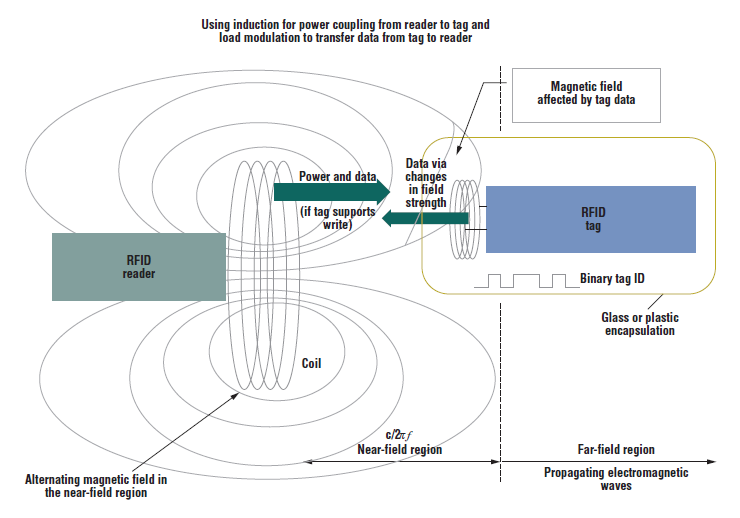 Using induction for power coupling from reader to tag and
load modulation to transfer data from tag to reader
Magnetic field
affected by tag data
Data via
changes
in field
strength
Power and data
(if tag supports
write)
RFID
tag
RFID
reader
Binary tag ID
Glass or plastic
encapsulation
Coil
c/2πf
Near-field region
Far-field region
Propagating electromagnetic
waves
Alternating magnetic field in
the near-field region